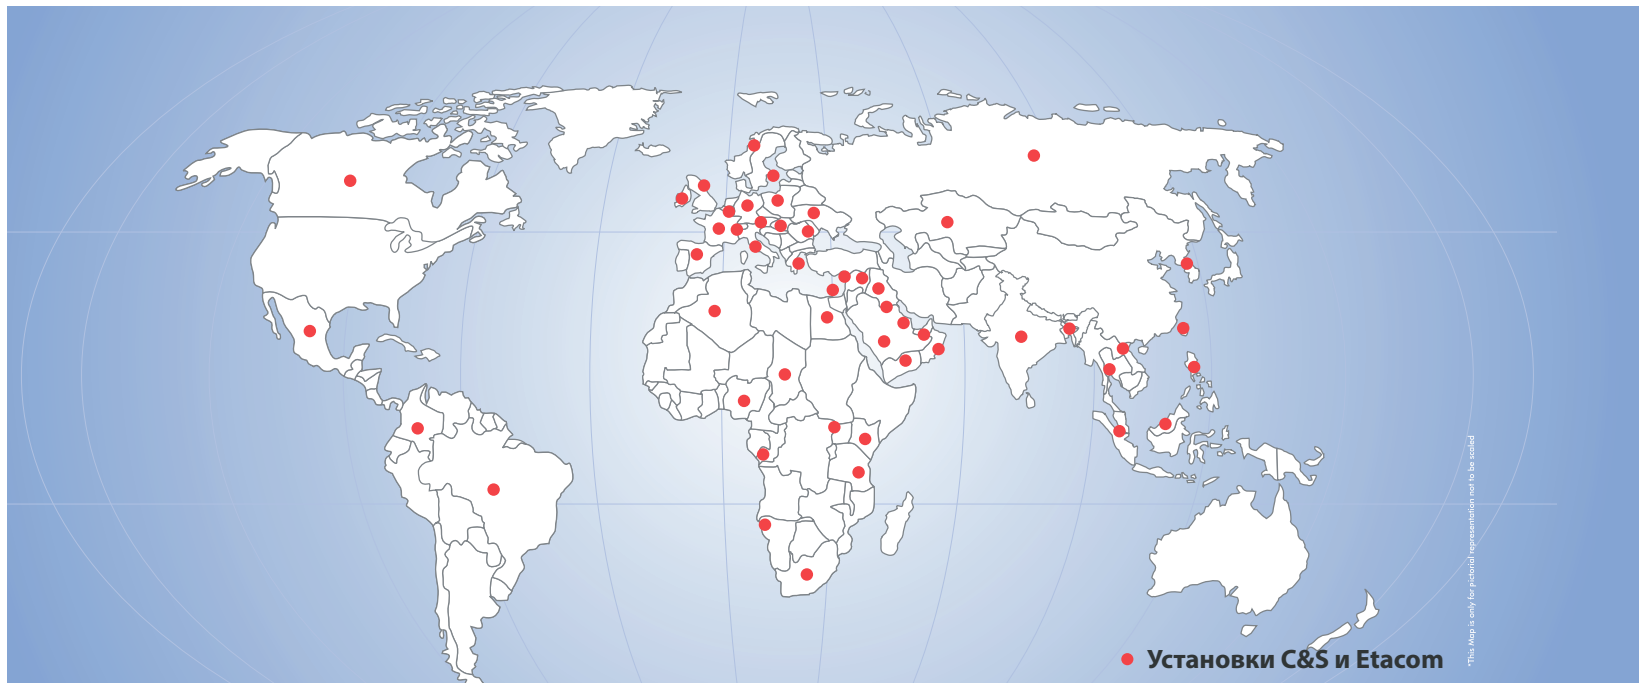 *This Map is only for pictorial representation not to be scaled
Установки C&S и Etacom